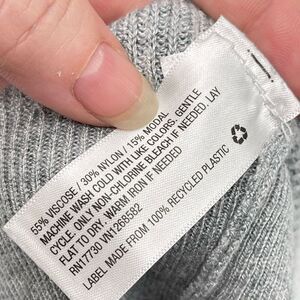 55% VISCOSE / 30% NYLON / 15% MODAL
MACHINE WASH COLD WITH LIKE COLORS, GENTLE
CYCLE. ONLY NON-CHLORINE BLEACH IF NEEDED, LAY
FLAT TO DRY, WARM IRON IF NEEDED
RN17730 VN1268582
LABEL MADE FROM 100% RECYCLED PLASTIC